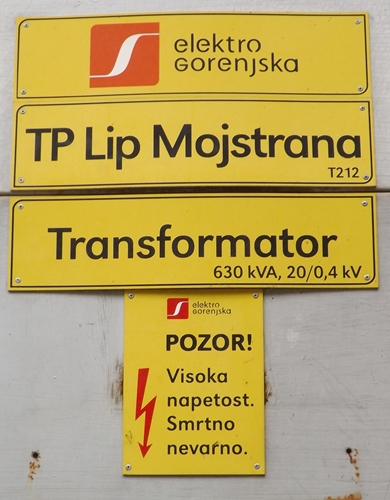 elektro
Gorenjska
TP Lip Mojstrana
T212
Transformator
630 kVA, 20/0,4 kV
elektro
Gorenjska
POZOR!
Visoka
napetost.
Smrtno
nevarno.